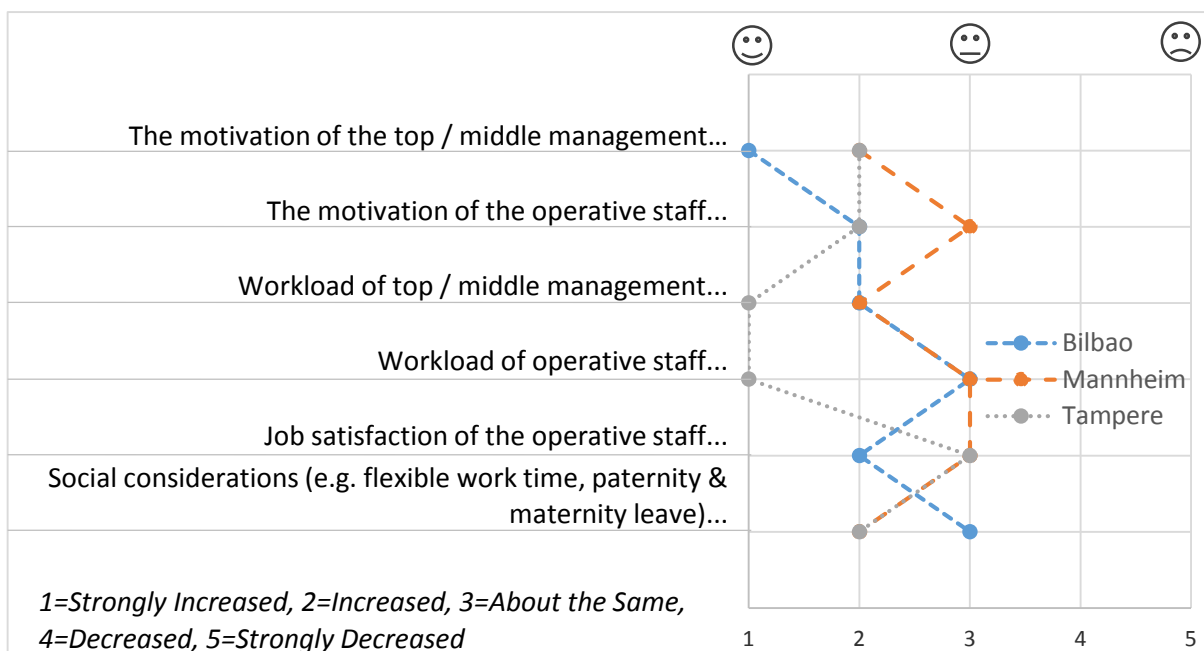 The motivation of the top / middle management...
The motivation of the operative staff...
Workload of top / middle management...
Workload of operative staff...
Job satisfaction of the operative staff...
Social considerations (e.g. flexible work time, paternity &
maternity leave)...
Bilbao
Mannheim
Tampere
1=Strongly Increased, 2=Increased, 3=About the Same,
4=Decreased, 5=Strongly Decreased
1 2 3 4 5